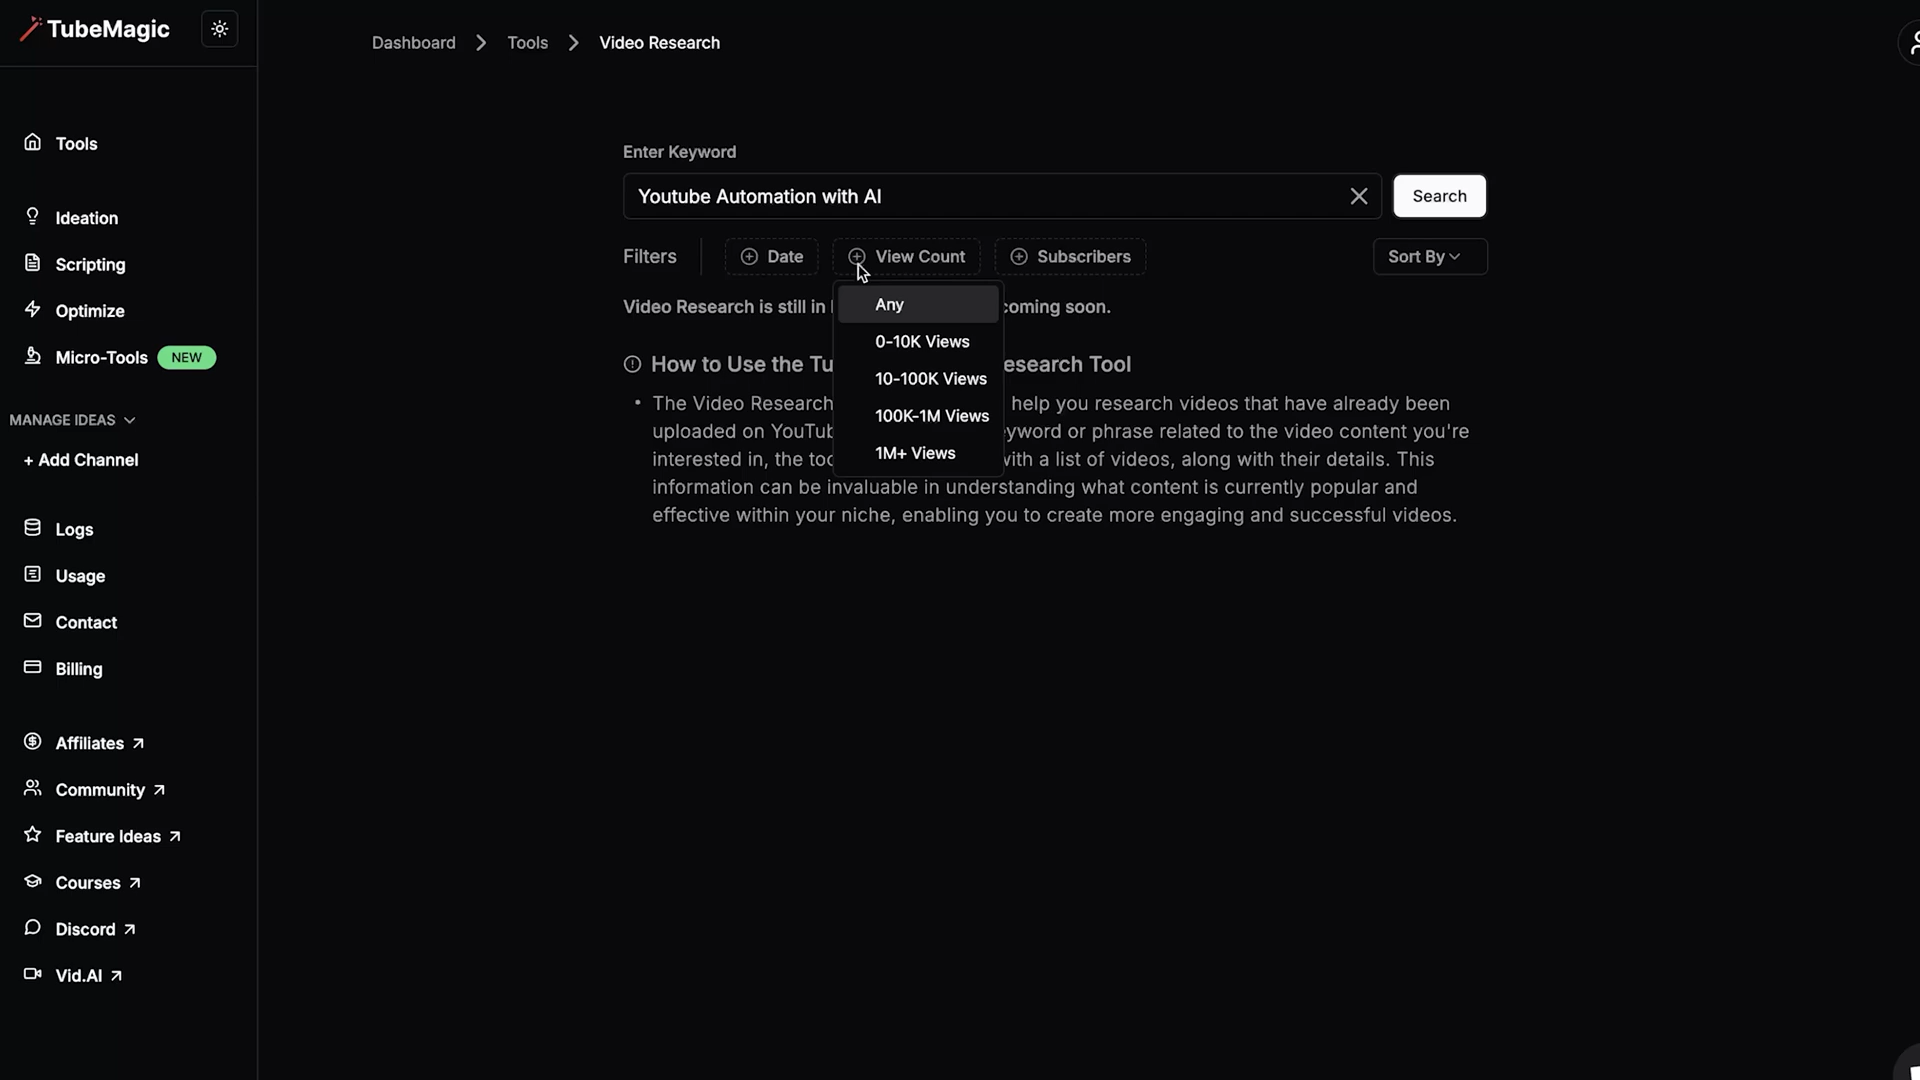 TubeMagic
Dashboard
Tools
Video Research
Tools
Ideation
Scripting
Optimize
Micro-Tools NEW
MANAGE IDEAS
+ Add Channel
Logs
Usage
Contact
Billing
Affiliates
Community
Feature Ideas
Courses
Discord
Vid.AI
Enter Keyword
Youtube Automation with AI
Search
Filters
Date
View Count
Subscribers
Sort By
Any
0-10K Views
10-100K Views
100K-1M Views
1M+ Views
Video Research is still in coming soon.
How to Use the Research Tool
• The Video Research help you research videos that have already been
uploaded on keyword or phrase related to the video content you're
interested in, the with a list of videos, along with their details. This
information can be invaluable in understanding what content is currently popular and
effective within your niche, enabling you to create more engaging and successful videos.